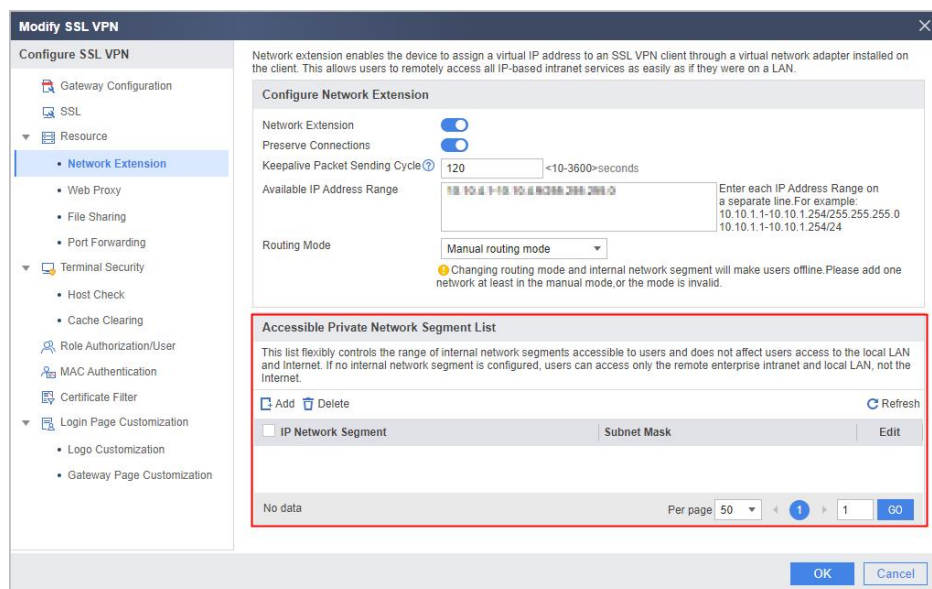 Modify SSL VPN
Configure SSL VPN
Gateway Configuration
SSL
Resource
Network Extension
Web Proxy
File Sharing
Port Forwarding
Terminal Security
Host Check
Cache Clearing
Role Authorization/User
MAC Authentication
Certificate Filter
Login Page Customization
Logo Customization
Gateway Page Customization
Network extension enables the device to assign a virtual IP address to an SSL VPN client through a virtual network adapter installed on
the client. This allows users to remotely access all IP-based intranet services as easily as if they were on a LAN.
Configure Network Extension
Network Extension
Preserve Connections
Keepalive Packet Sending Cycle ? 120 <10-3600>seconds
Available IP Address Range
Enter each IP Address Range on
a separate line.For example:
10.10.1.1-10.10.1.254/255.255.255.0
10.10.1.1-10.10.1.254/24
Routing Mode Manual routing mode
Changing routing mode and internal network segment will make users offline.Please add one
network at least in the manual mode,or the mode is invalid.
Accessible Private Network Segment List
This list flexibly controls the range of internal network segments accessible to users and does not affect users access to the local LAN
and Internet. If no internal network segment is configured, users can access only the remote enterprise intranet and local LAN, not the
Internet.
Add Delete Refresh
IP Network Segment Subnet Mask Edit
No data Per page 50 1 1 GO
OK Cancel